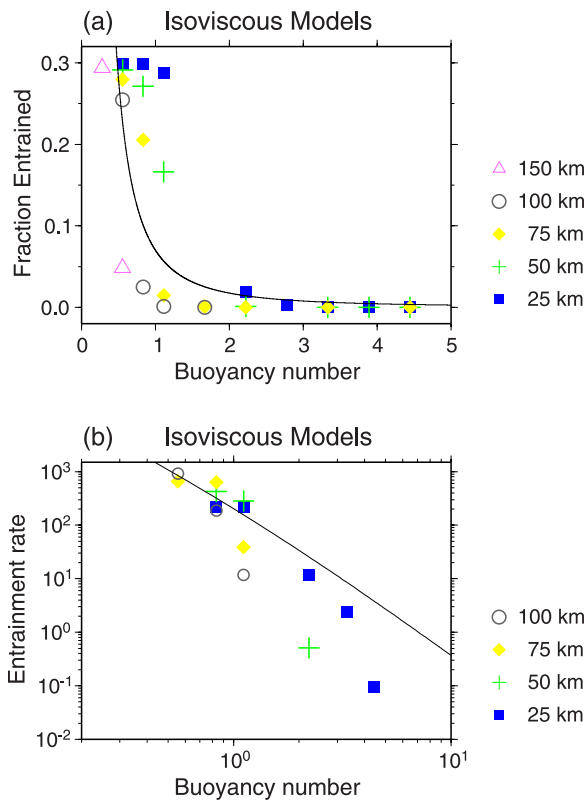 (a) Isoviscous Models
0.3
0.2
0.1
0.0
Fraction Entrained
0 1 2 3 4 5
Buoyancy number
150 km
100 km
75 km
50 km
25 km
(b) Isoviscous Models
10³
10²
10¹
10⁰
10⁻¹
10⁻²
Entrainment rate
10⁰ 10¹
Buoyancy number
100 km
75 km
50 km
25 km